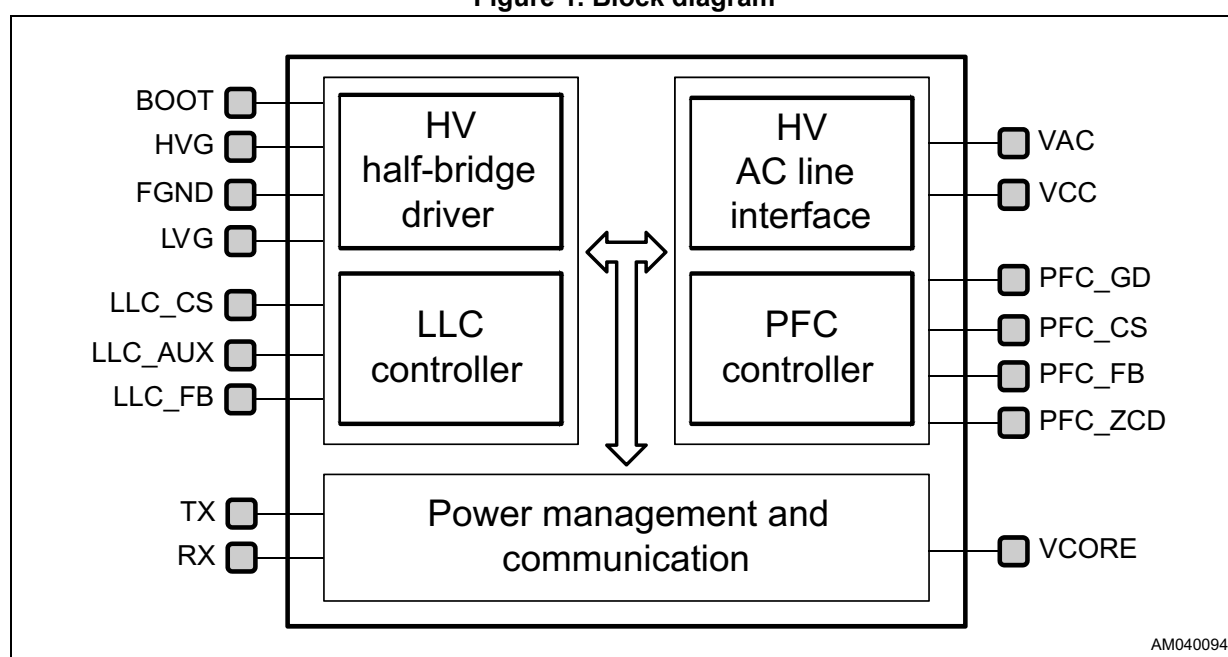 Figure 1. Block diagram
BOOT
HVG
FGND
LVG
LLC_CS
LLC_AUX
LLC_FB
TX
RX
HV
half-bridge
driver
LLC
controller
HV
AC line
interface
PFC
controller
Power management and
communication
VAC
VCC
PFC_GD
PFC_CS
PFC_FB
PFC_ZCD
VCORE
AM040094